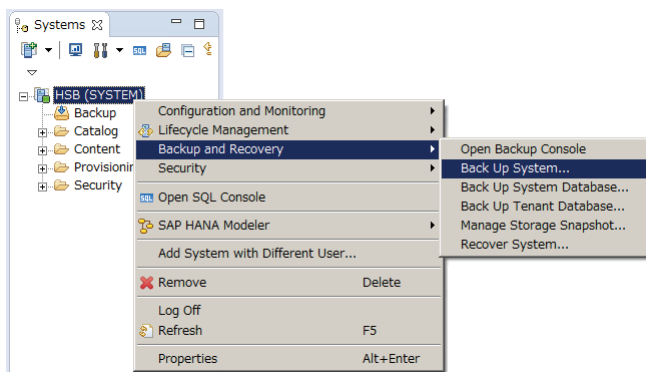 Systems
HSB (SYSTEM)
Backup
Catalog
Content
Provisionin
Security
Configuration and Monitoring
Lifecycle Management
Backup and Recovery
Security
SQL Open SQL Console
SAP HANA Modeler
Add System with Different User...
Remove Delete
Log Off
Refresh F5
Properties Alt+Enter
Open Backup Console
Back Up System...
Back Up System Database...
Back Up Tenant Database...
Manage Storage Snapshot...
Recover System...